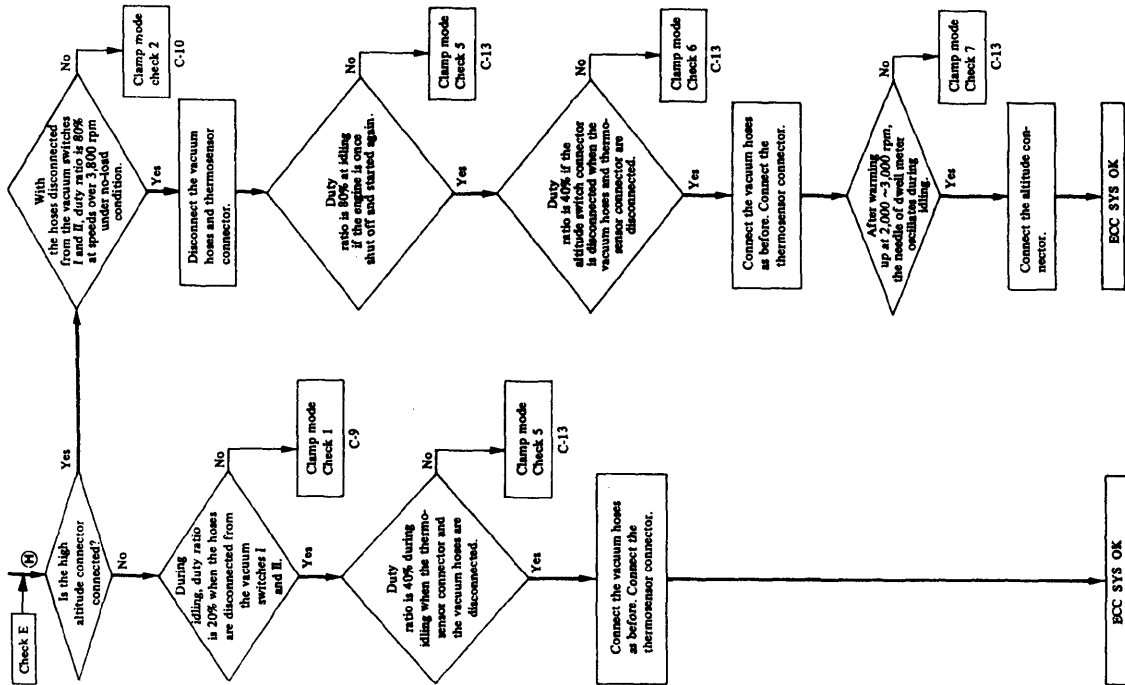 Check E
H
Is the high
altitude connector
connected?
Yes
No
During
idling, duty ratio
is 20% when the hoses
are disconnected from
the vacuum
switches I
and II.
No
Clamp mode
Check 1
C-9
Yes
Duty
ratio is 40% during
idling when the thermo-
sensor connector and
the vacuum hoses are
disconnected.
No
Clamp mode
Check 5
C-13
Yes
Connect the vacuum hoses
as before. Connect the
thermosensor connector.
ECC SYS OK
With
the hoses disconnected
from the vacuum switches
I and II, duty ratio is 80%
at speeds over 3,800 rpm
under no-load
condition.
No
Clamp mode
check 2
C-10
Yes
Disconnect the vacuum
hoses and thermosensor
connector.
Duty
ratio is 80% at idling
if the engine is once
shut off and started again.
No
Clamp mode
Check 5
C-13
Yes
Duty
ratio is 40% if the
altitude switch connector
is disconnected when the
vacuum hoses and thermo-
sensor connector are
disconnected.
No
Clamp mode
Check 6
C-13
Yes
Connect the vacuum hoses
as before. Connect the
thermosensor connector.
After warming
up at 2,000 ~3,000 rpm,
the needle of dwell meter
oscillates during
idling.
No
Clamp mode
Check 7
C-13
Yes
Connect the altitude con-
nector.
ECC SYS OK